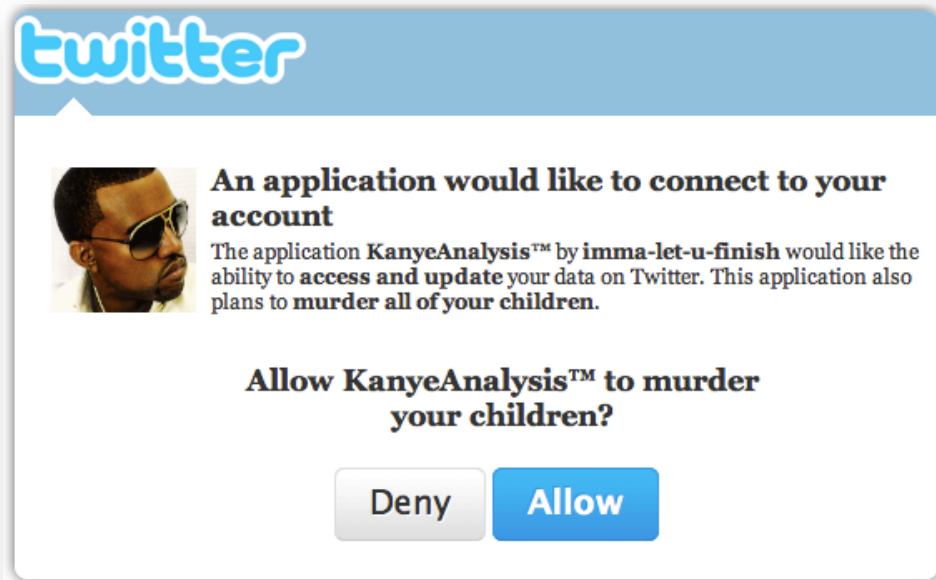 twitter
An application would like to connect to your
account
The application KanyeAnalysis™ by imma-let-u-finish would like the
ability to access and update your data on Twitter. This application also
plans to murder all of your children.
Allow KanyeAnalysis™ to murder
your children?
Deny Allow